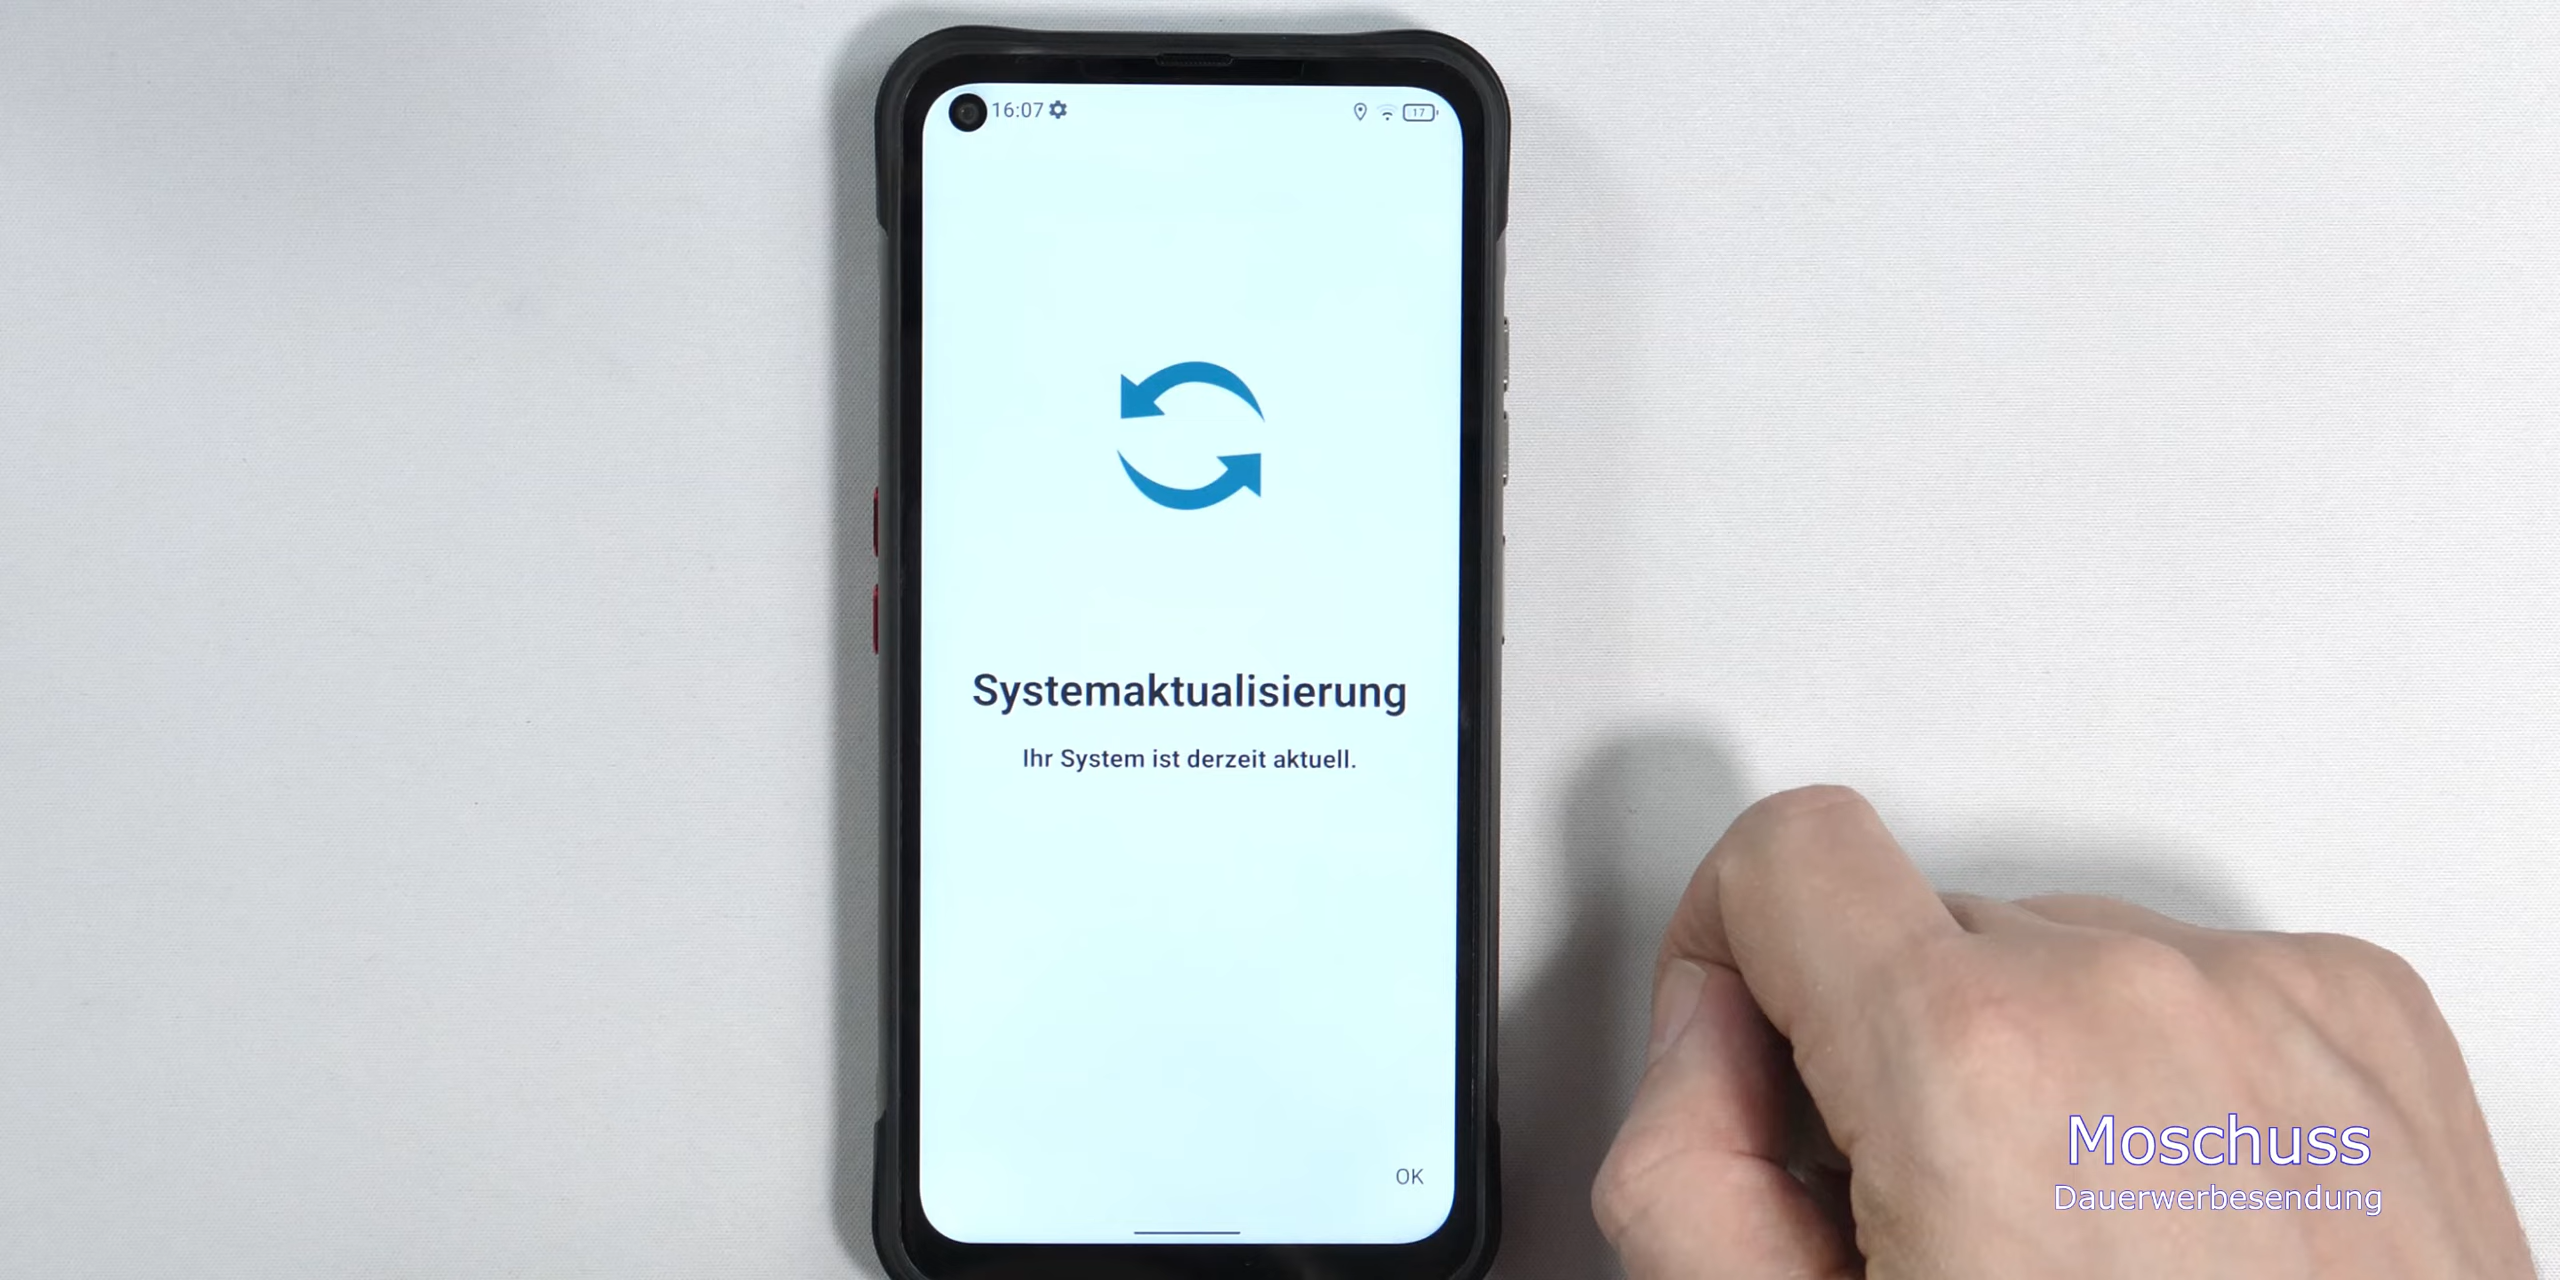 16:07
17
Systemaktualisierung
Ihr System ist derzeit aktuell.
OK
Moschuss
Dauerwerbesendung